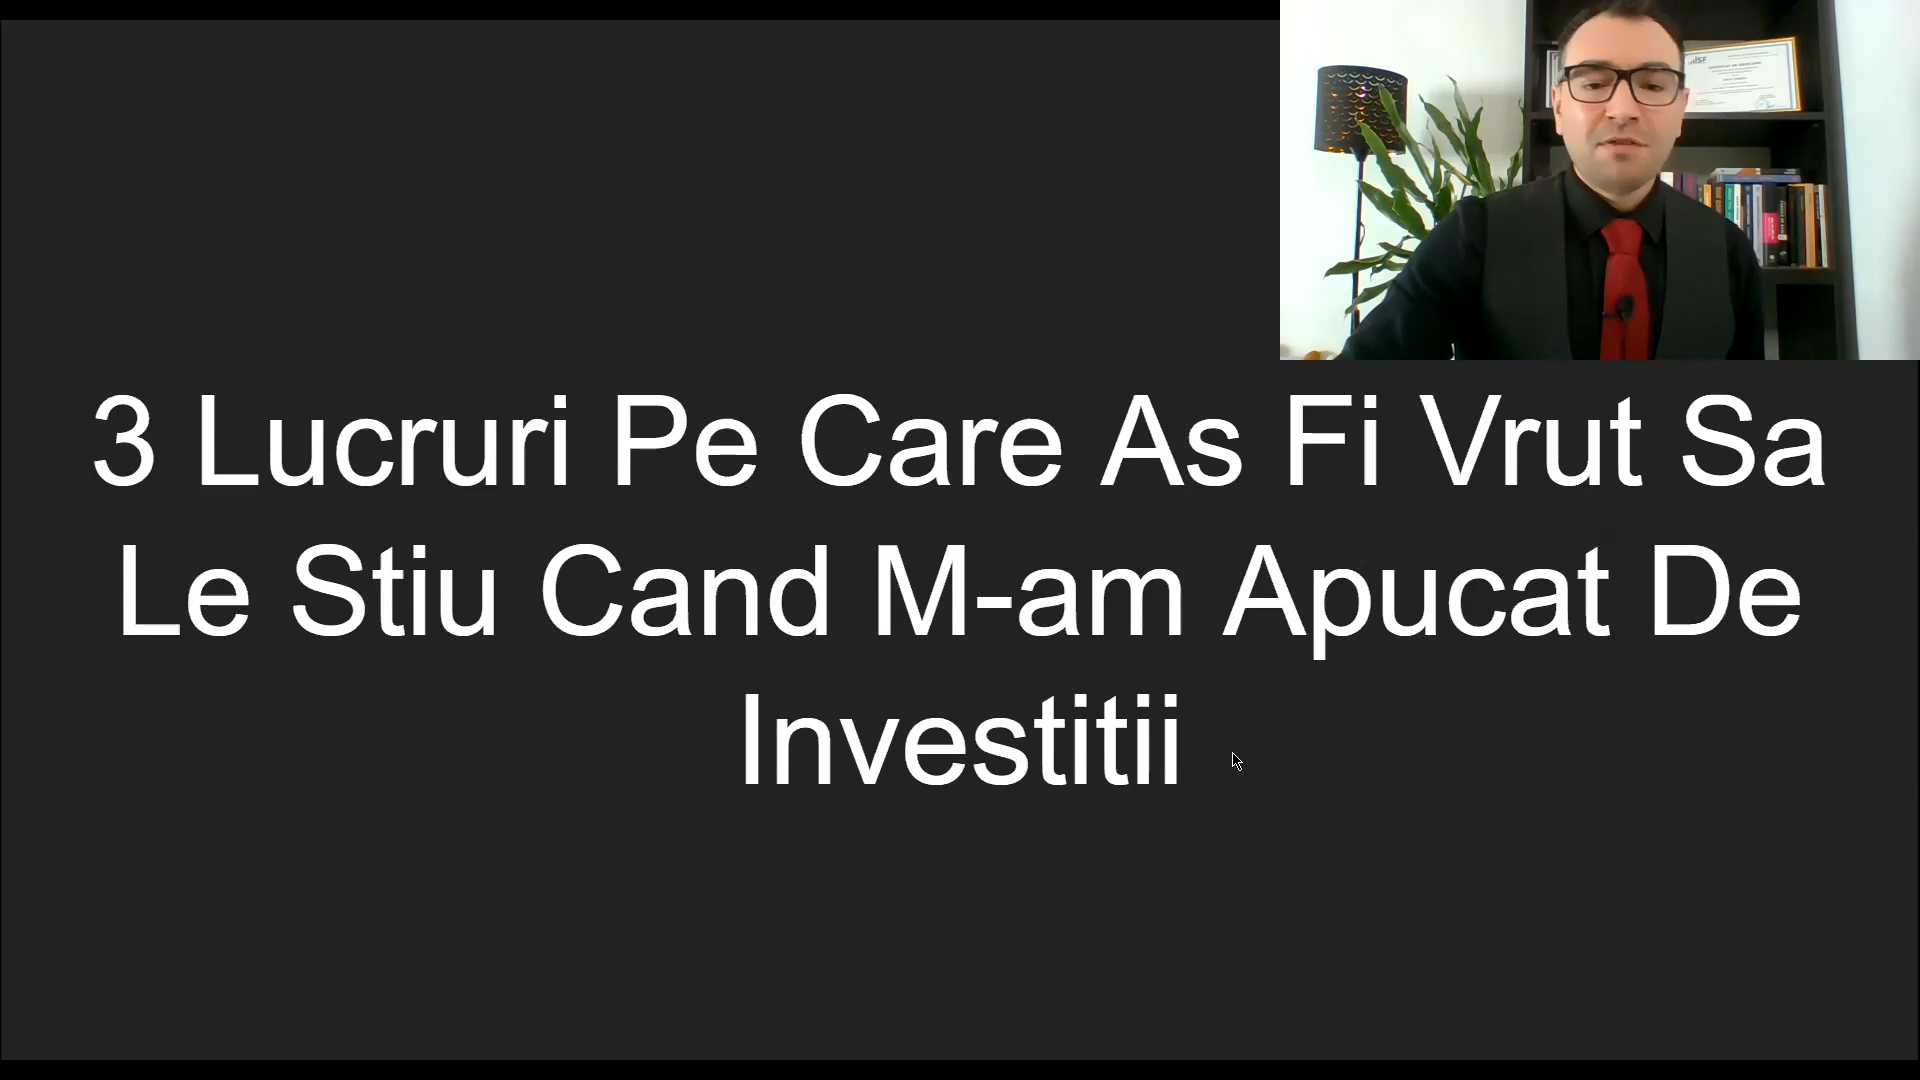 3 Lucruri Pe Care As Fi Vrut Sa
Le Stiu Cand M-am Apucat De
Investitii